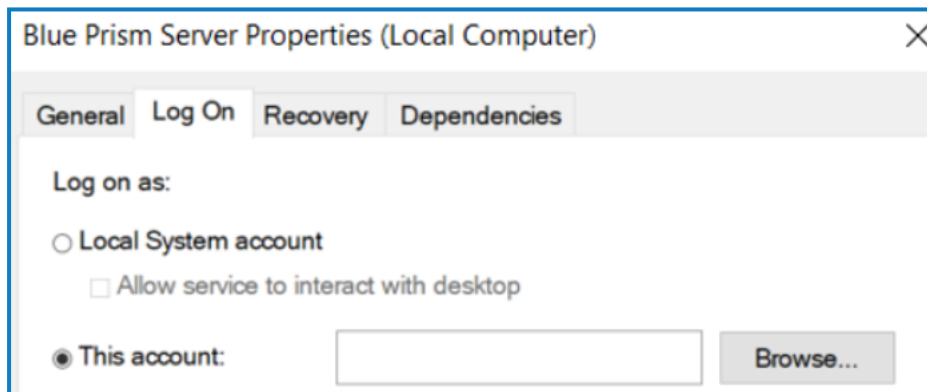 Blue Prism Server Properties (Local Computer)
General Log On Recovery Dependencies
Log on as:
Local System account
Allow service to interact with desktop
This account: Browse...